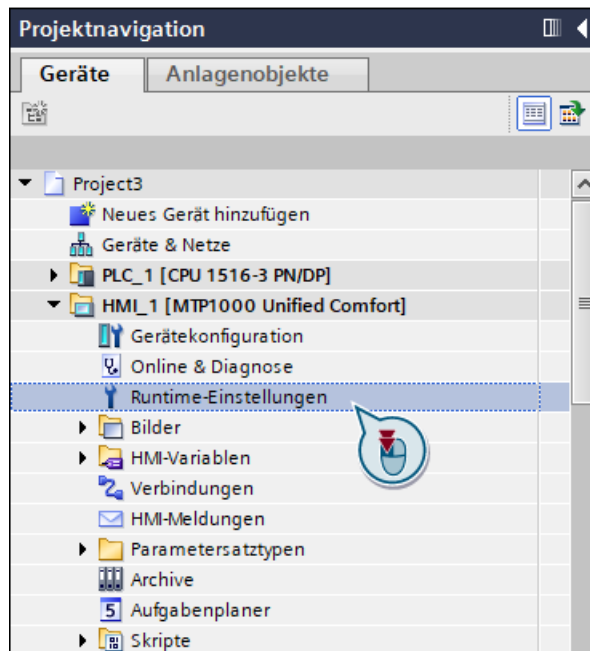 Projektnavigation
Geräte Anlagenobjekte
Project3
Neues Gerät hinzufügen
Geräte & Netze
PLC_1 [CPU 1516-3 PN/DP]
HMI_1 [MTP1000 Unified Comfort]
Gerätekonfiguration
Online & Diagnose
Runtime-Einstellungen
Bilder
HMI-Variablen
Verbindungen
HMI-Meldungen
Parametersatztypen
Archive
5 Aufgabenplaner
Skripte